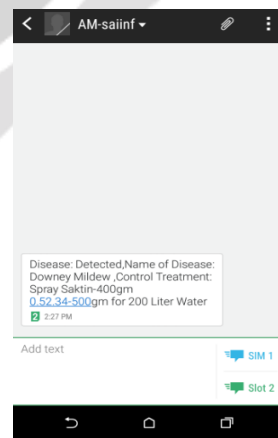 AM-saiinf
Disease: Detected,Name of Disease:
Downey Mildew ,Control Treatment:
Spray Saktin-400gm
0.52.34-500gm for 200 Liter Water
2 2:27 PM
Add text
SIM 1
Slot 2